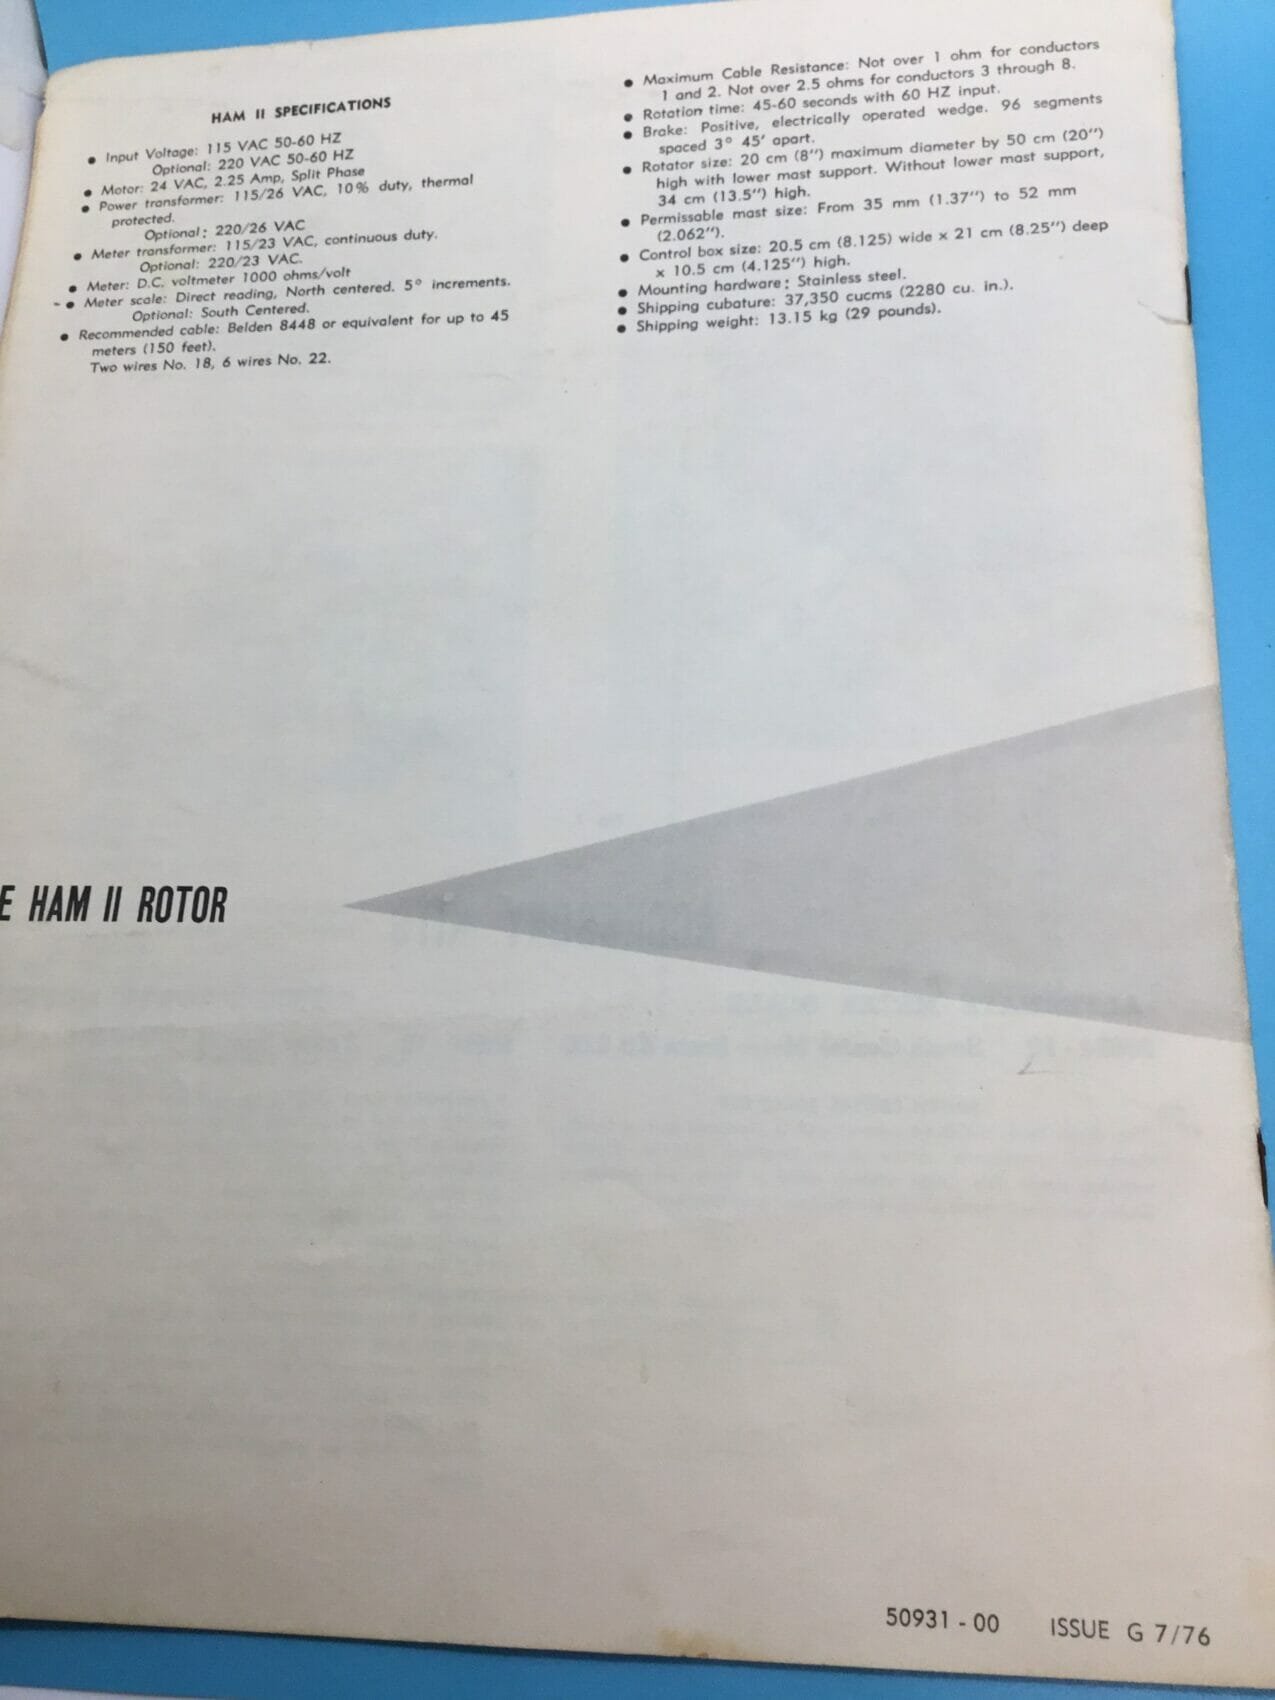 HAM II SPECIFICATIONS
● Input Voltage: 115 VAC 50-60 HZ
Optional: 220 VAC 50-60 HZ
● Motor: 24 VAC, 2.25 Amp, Split Phase
● Power transformer: 115/26 VAC, 10% duty, thermal
protected.
Optional: 220/26 VAC
● Meter transformer: 115/23 VAC, continuous duty.
Optional: 220/23 VAC.
● Meter: D.C. voltmeter 1000 ohms/volt
● Meter scale: Direct reading, North centered. 5° increments.
Optional: South Centered.
● Recommended cable: Belden 8448 or equivalent for up to 45
meters (150 feet).
Two wires No. 18, 6 wires No. 22.
● Maximum Cable Resistance: Not over 1 ohm for conductors
1 and 2. Not over 2.5 ohms for conductors 3 through 8.
● Rotation time: 45-60 seconds with 60 HZ input.
● Brake: Positive, electrically operated wedge. 96 segments
spaced 3° 45′ apart.
● Rotator size: 20 cm (8″) maximum diameter by 50 cm (20″)
high with lower mast support. Without lower mast support,
34 cm (13.5″) high.
● Permissable mast size: From 35 mm (1.37″) to 52 mm
(2.062″).
● Control box size: 20.5 cm (8.125) wide x 21 cm (8.25″) deep
x 10.5 cm (4.125″) high.
● Mounting hardware: Stainless steel.
● Shipping cubature: 37,350 cucms (2280 cu. in.).
● Shipping weight: 13.15 kg (29 pounds).
E HAM II ROTOR
50931-00 ISSUE G 7/76